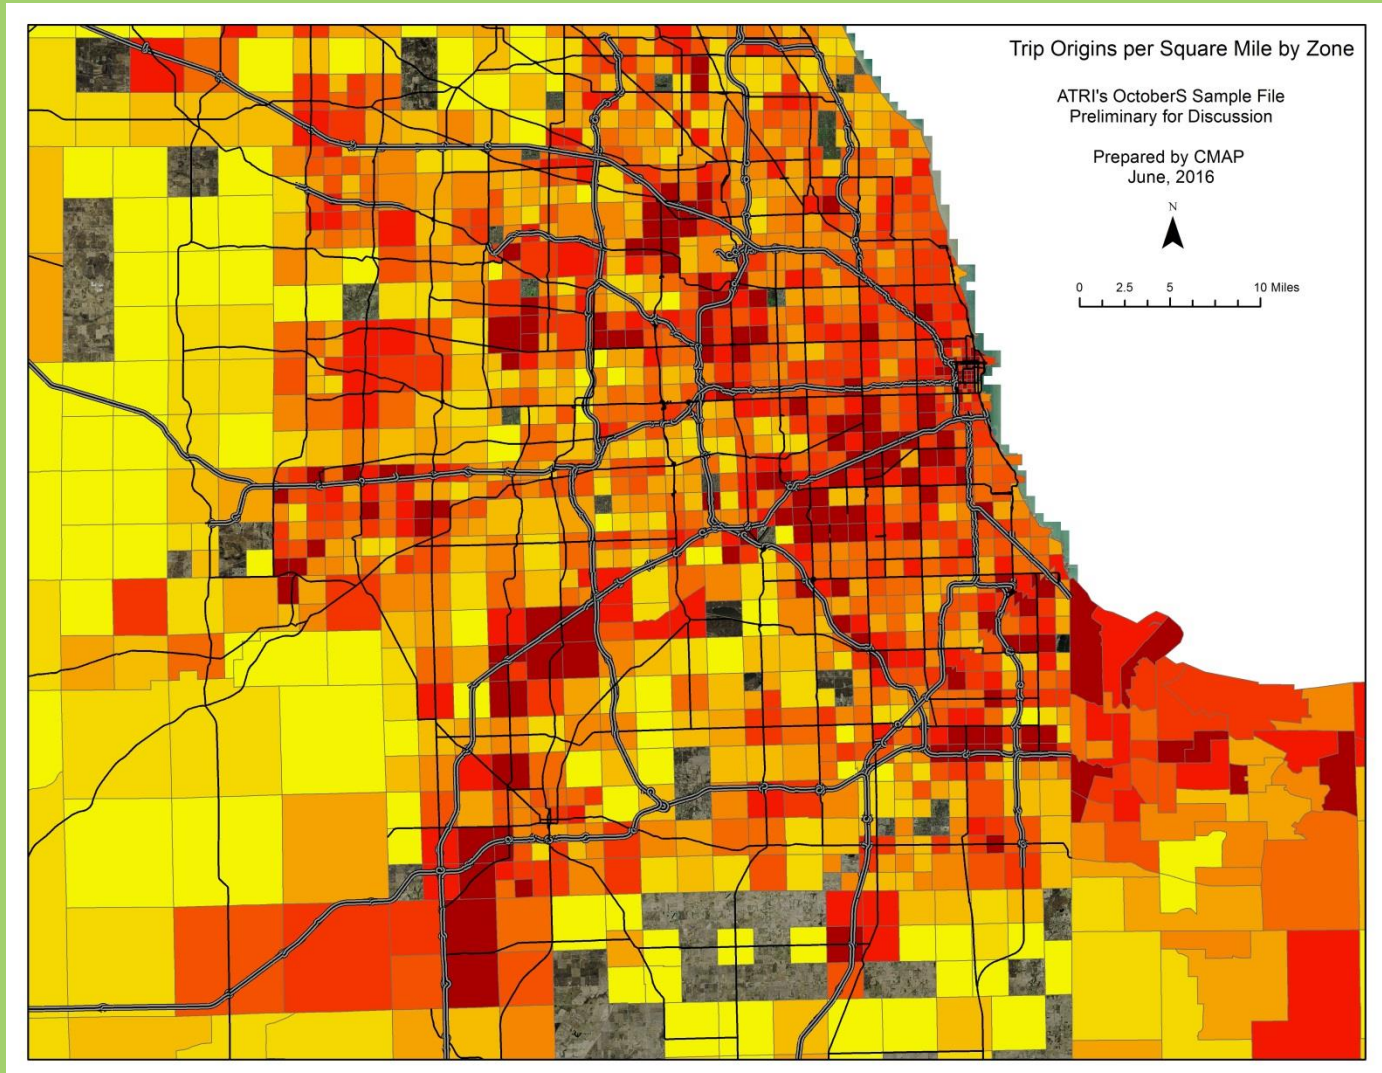 Trip Origins per Square Mile by Zone
ATRI's OctoberS Sample File
Preliminary for Discussion
Prepared by CMAP
June, 2016
N
0 2.5 5 10 Miles